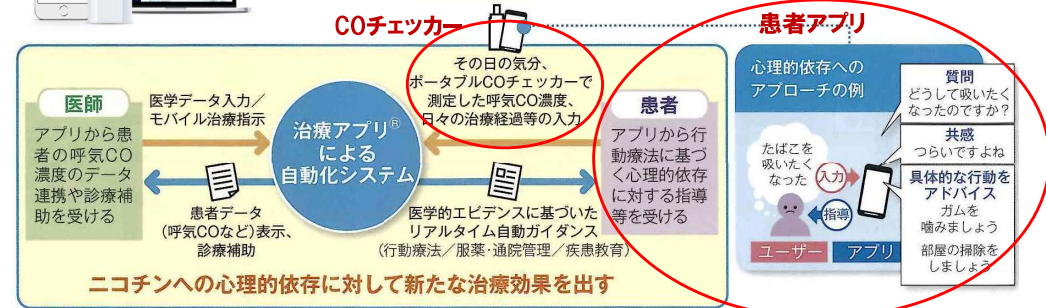 COチェッカー
患者アプリ
その日の気分、
ポータブルCOチェッカーで
測定した呼気CO濃度、
日々の治療経過等の入力
医師
アプリから患
者の呼気CO
濃度のデータ
連携や診療補
助を受ける
医学データ入力／
モバイル治療指示
治療アプリ®
による
自動化システム
患者
アプリから行
動療法に基づ
く心理的依存
に対する指導
等を受ける
患者データ
（呼気COなど）表示、
診療補助
医学的エビデンスに基づいた
リアルタイム自動ガイダンス
（行動療法／服薬・通院管理／疾患教育）
ニコチンへの心理的依存に対して新たな治療効果を出す
心理的依存への
アプローチの例
たばこを
吸いたく
なった
入力
指導
ユーザー
アプリ
質問
どうして吸いたく
なったのですか？
共感
つらいですよね
具体的な行動を
アドバイス
ガムを
噛みましょう
部屋の掃除を
しましょう